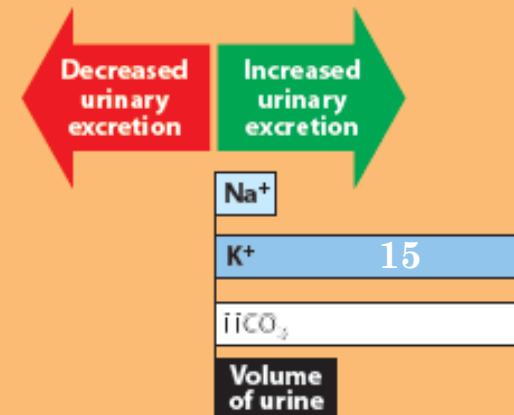 Decreased
urinary
excretion
Increased
urinary
excretion
Na⁺
K⁺ 15
Volume
of urine